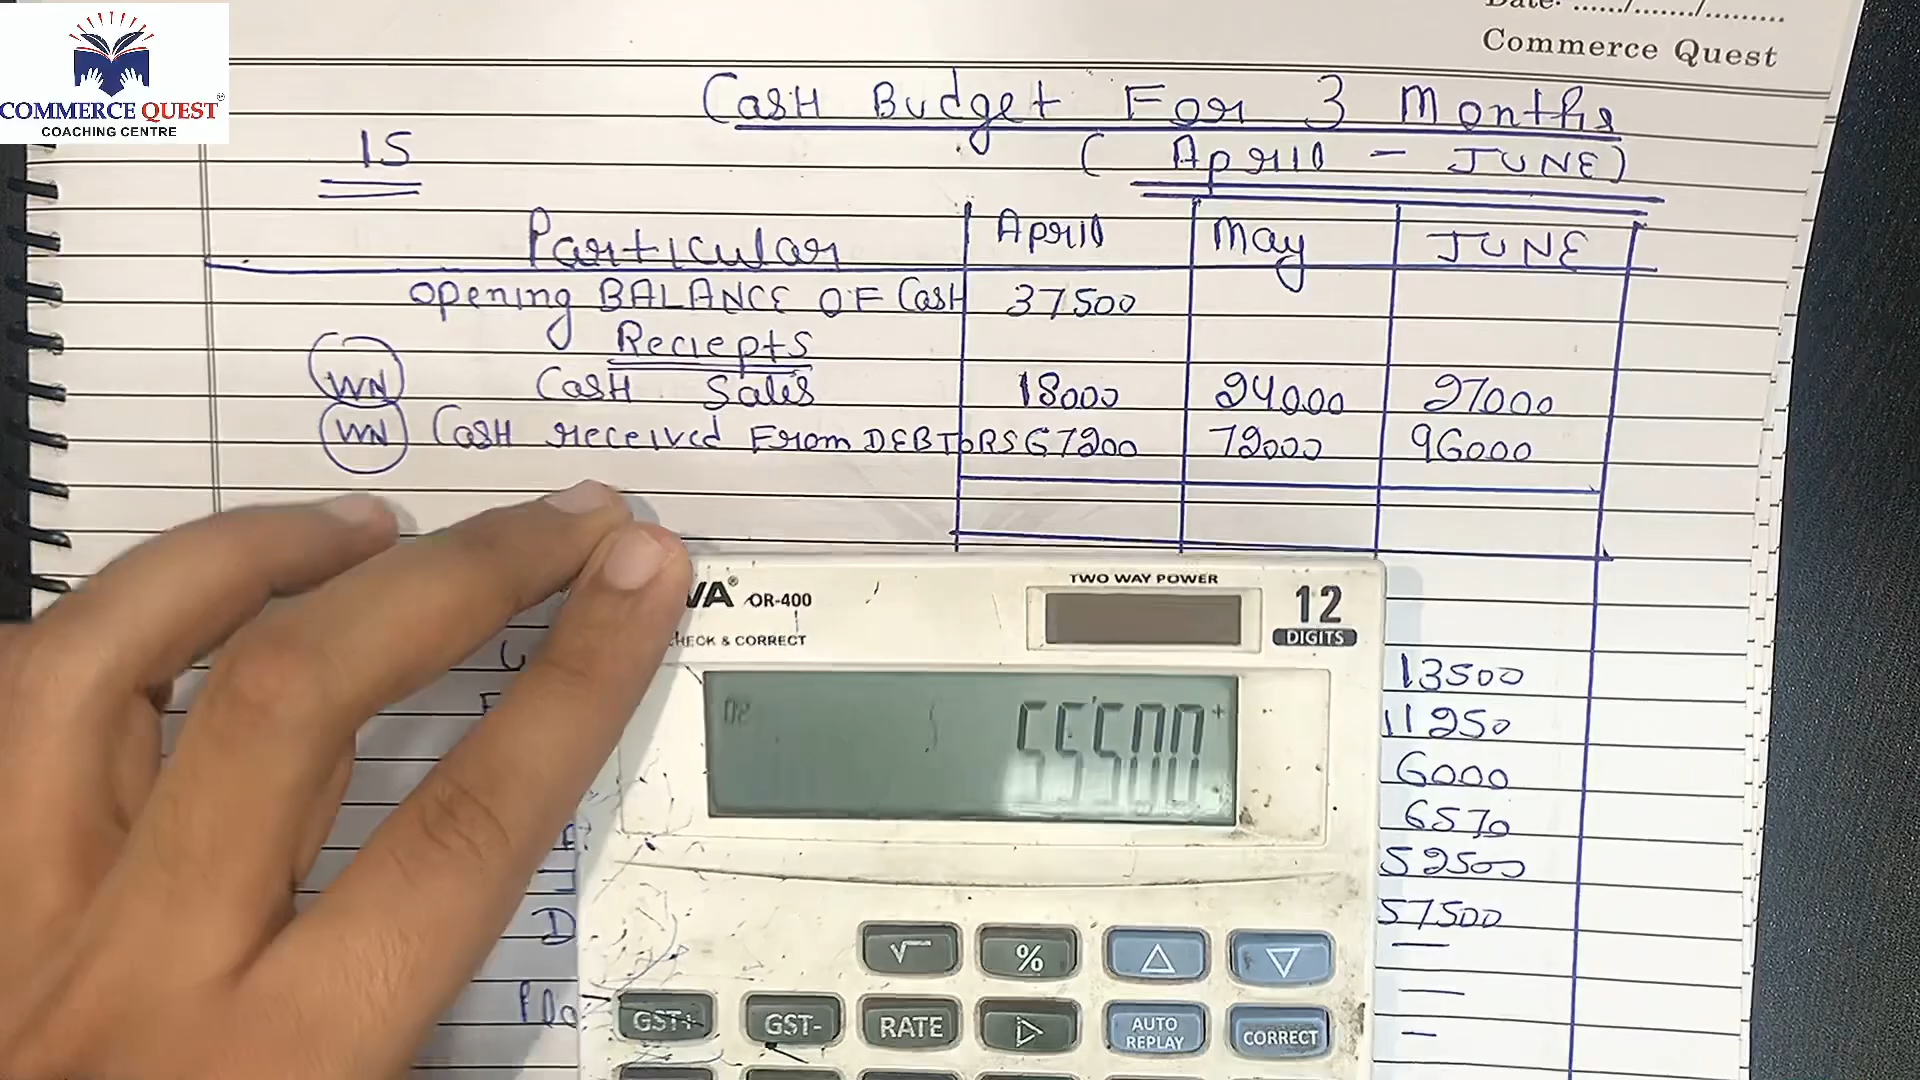 Date. ....../......./.........
Commerce Quest
COMMERCE QUEST
COACHING CENTRE
15
Cash Budget For 3 Months
(April - JUNE)
Particular April May JUNE
opening BALANCE OF CasH 37500
Reciepts
WN CasH Sales 18000 24000 27000
WN CasH received From DEBTORS 67200 72000 96000
OR-400
TWO WAY POWER
12
DIGITS
CHECK & CORRECT
13500
55500
11250
6000
6570
52500
57500
√ % △ ▽
GST+ GST- RATE ▷ AUTO REPLAY CORRECT